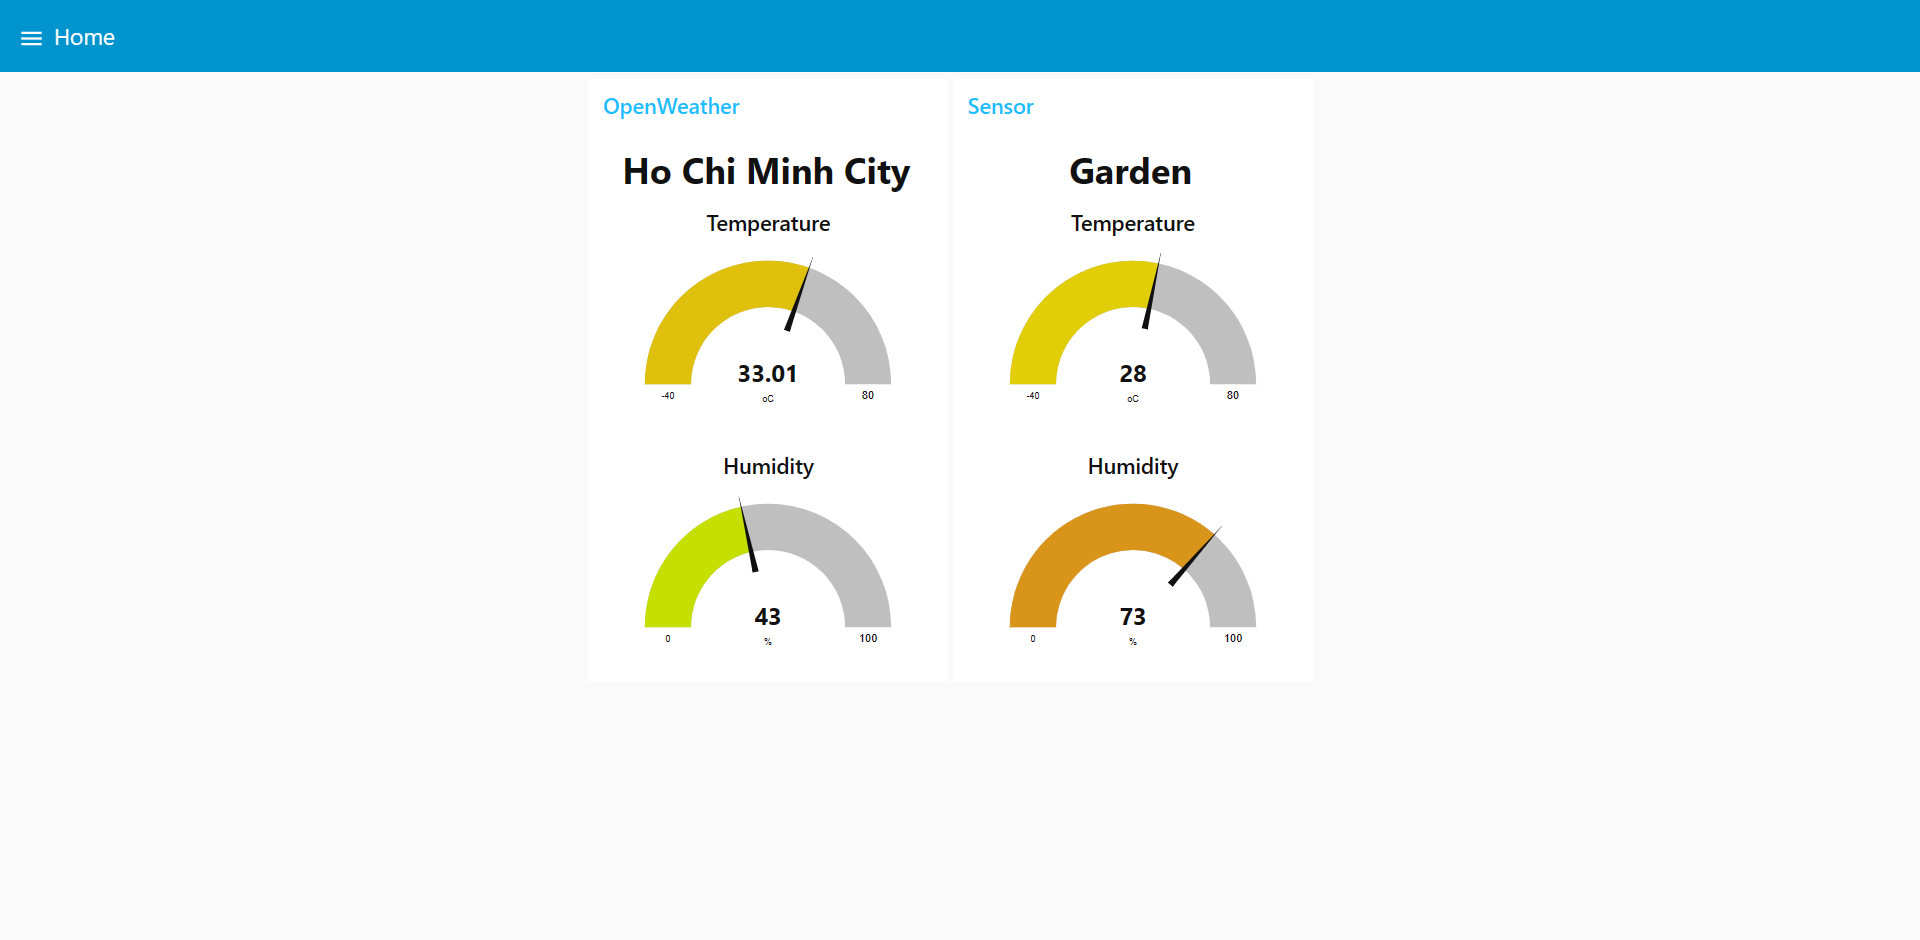 Home
OpenWeather
Ho Chi Minh City
Temperature
33.01
oC
-40
80
Humidity
43
%
0
100
Sensor
Garden
Temperature
28
oC
-40
80
Humidity
73
%
0
100